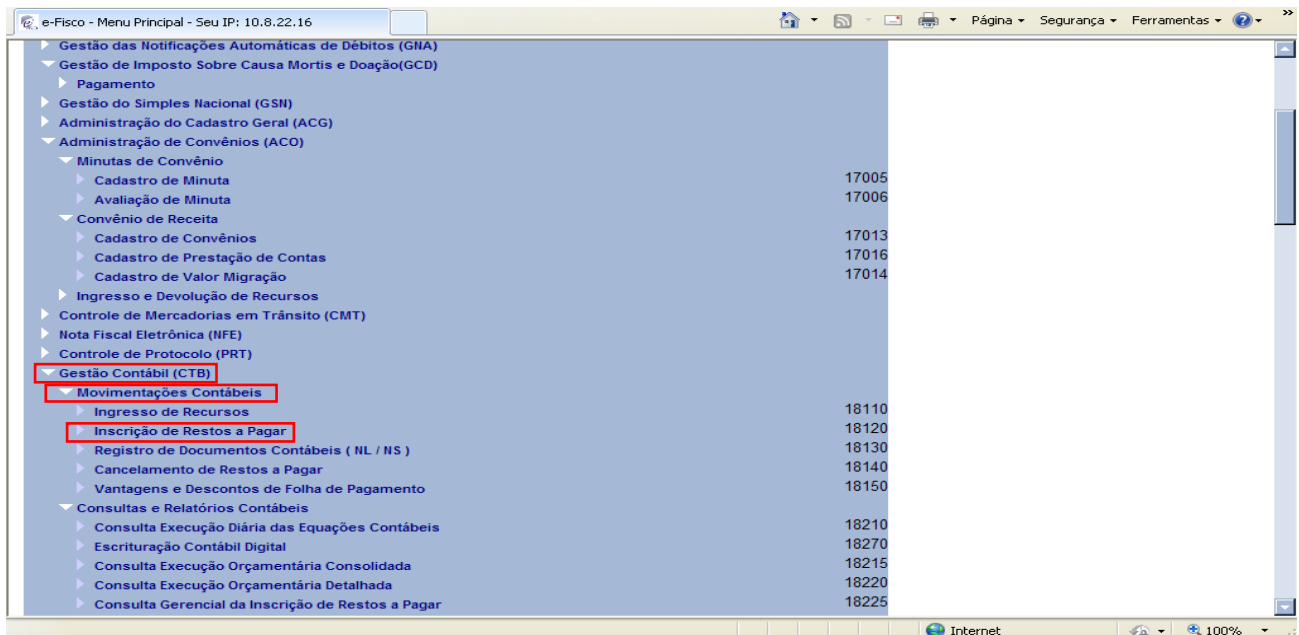 e-Fisco - Menu Principal - Seu IP: 10.8.22.16 Página Segurança Ferramentas »
Gestão das Notificações Automáticas de Débitos (GNA)
Gestão de Imposto Sobre Causa Mortis e Doação(GCD)
Pagamento
Gestão do Simples Nacional (GSN)
Administração do Cadastro Geral (ACG)
Administração de Convênios (ACO)
Minutas de Convênio
Cadastro de Minuta 17005
Avaliação de Minuta 17006
Convênio de Receita
Cadastro de Convênios 17013
Cadastro de Prestação de Contas 17016
Cadastro de Valor Migração 17014
Ingresso e Devolução de Recursos
Controle de Mercadorias em Trânsito (CMT)
Nota Fiscal Eletrônica (NFE)
Controle de Protocolo (PRT)
Gestão Contábil (CTB)
Movimentações Contábeis
Ingresso de Recursos 18110
Inscrição de Restos a Pagar 18120
Registro de Documentos Contábeis ( NL / NS ) 18130
Cancelamento de Restos a Pagar 18140
Vantagens e Descontos de Folha de Pagamento 18150
Consultas e Relatórios Contábeis
Consulta Execução Diária das Equações Contábeis 18210
Escrituração Contábil Digital 18270
Consulta Execução Orçamentária Consolidada 18215
Consulta Execução Orçamentária Detalhada 18220
Consulta Gerencial da Inscrição de Restos a Pagar 18225
Internet 100%